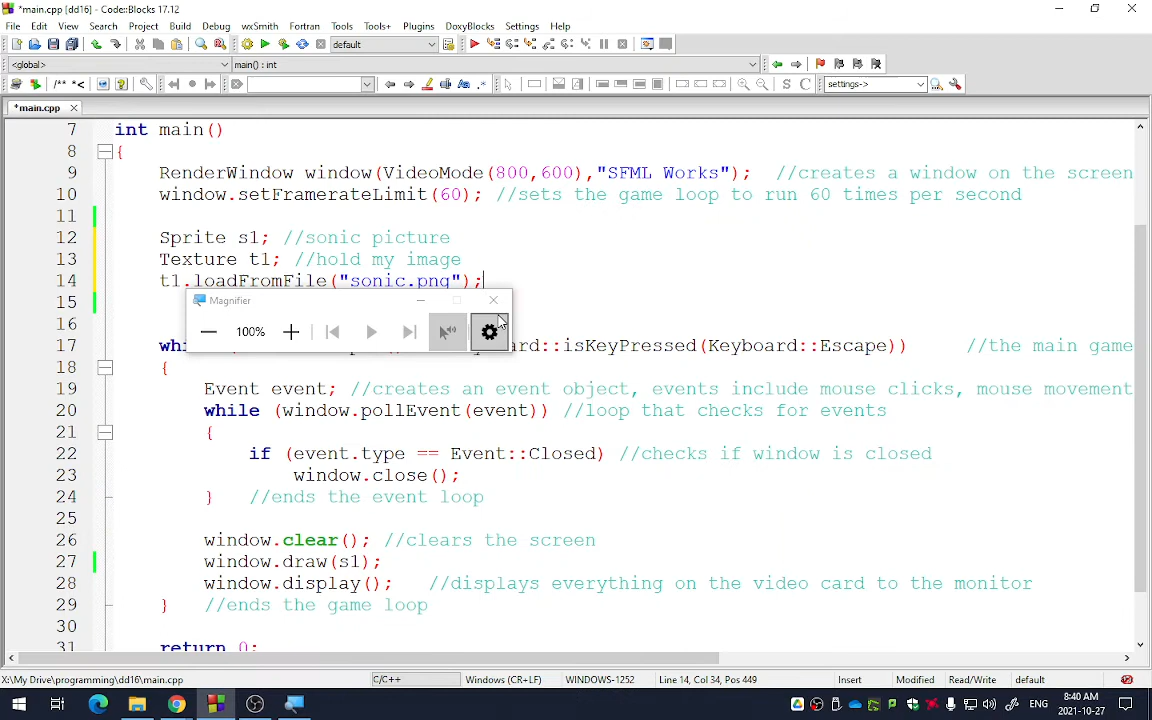 *main.cpp [dd16] - Code::Blocks 17.12
File Edit View Search Project Build Debug wxSmith Fortran Tools Tools+ Plugins DoxyBlocks Settings Help
default
<global> main() : int
/** *< Aa .* S C settings->
*main.cpp
7 int main()
8 {
9 RenderWindow window(VideoMode(800,600),"SFML Works"); //creates a window on the screen
10 window.setFramerateLimit(60); //sets the game loop to run 60 times per second
11
12 Sprite s1; //sonic picture
13 Texture t1; //hold my image
14 t1.loadFromFile("sonic.png");
15
Magnifier
16
100%
17 whi rd::isKeyPressed(Keyboard::Escape)) //the main game
18 {
19 Event event; //creates an event object, events include mouse clicks, mouse movement
20 while (window.pollEvent(event)) //loop that checks for events
21 {
22 if (event.type == Event::Closed) //checks if window is closed
23 window.close();
24 } //ends the event loop
25
26 window.clear(); //clears the screen
27 window.draw(s1);
28 window.display(); //displays everything on the video card to the monitor
29 } //ends the game loop
30
31 return 0;
X:\My Drive\programming\dd16\main.cpp C/C++ Windows (CR+LF) WINDOWS-1252 Line 14, Col 34, Pos 449 Insert Modified Read/Write default
ENG 8:40 AM
2021-10-27